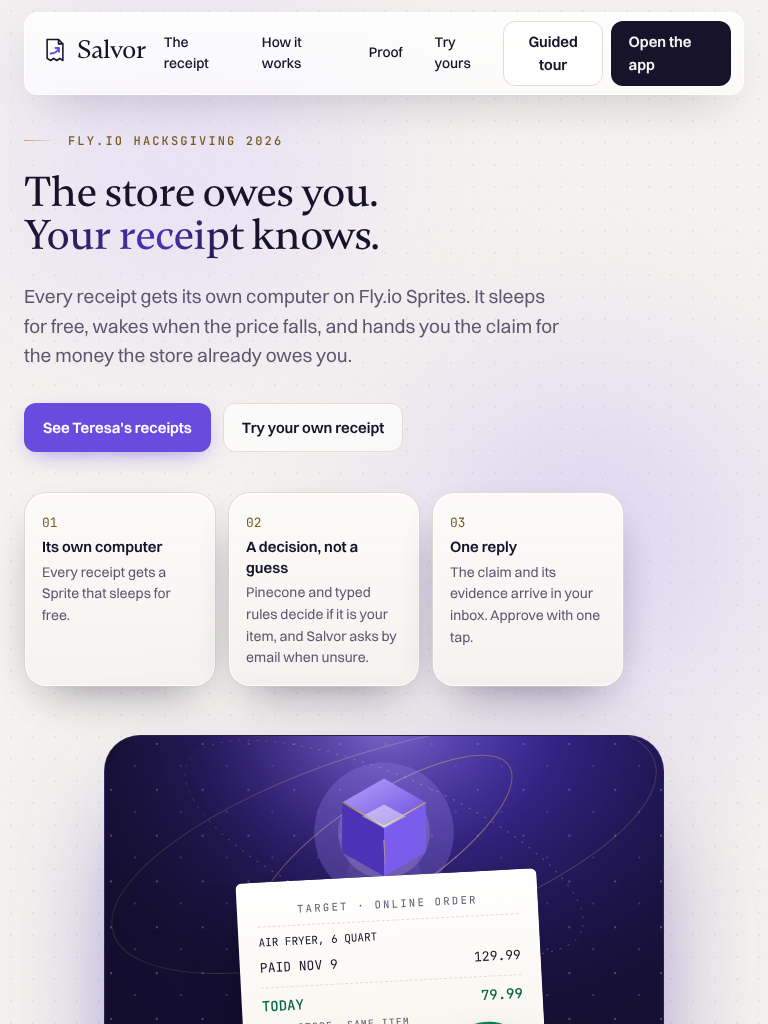 Salvor
The receipt
How it works
Proof
Try yours
Guided tour
Open the app
FLY.IO HACKSGIVING 2026
The store owes you.
Your receipt knows.
Every receipt gets its own computer on Fly.io Sprites. It sleeps
for free, wakes when the price falls, and hands you the claim for
the money the store already owes you.
See Teresa's receipts
Try your own receipt
01
Its own computer
Every receipt gets a
Sprite that sleeps for
free.
02
A decision, not a
guess
Pinecone and typed
rules decide if it is your
item, and Salvor asks by
email when unsure.
03
One reply
The claim and its
evidence arrive in your
inbox. Approve with one
tap.
TARGET · ONLINE ORDER
AIR FRYER, 6 QUART
PAID NOV 9 129.99
TODAY 79.99
SAME ITEM